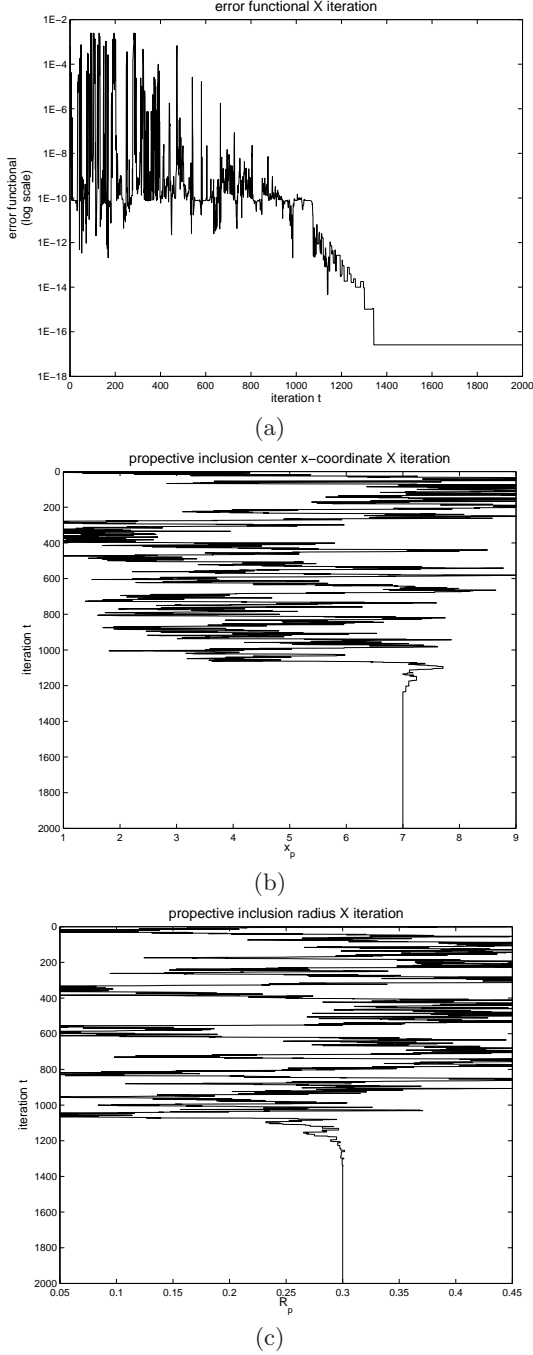 error functional X iteration
1E−2
1E−4
1E−6
1E−8
1E−10
1E−12
1E−14
1E−16
1E−18
error functional
(log scale)
0 200 400 600 800 1000 1200 1400 1600 1800 2000
iteration t
(a)
propective inclusion center x−coordinate X iteration
0
200
400
600
800
1000
1200
1400
1600
1800
2000
iteration t
1 2 3 4 5 6 7 8 9
x_p
(b)
propective inclusion radius X iteration
0
200
400
600
800
1000
1200
1400
1600
1800
2000
iteration t
0.05 0.1 0.15 0.2 0.25 0.3 0.35 0.4 0.45
R_p
(c)